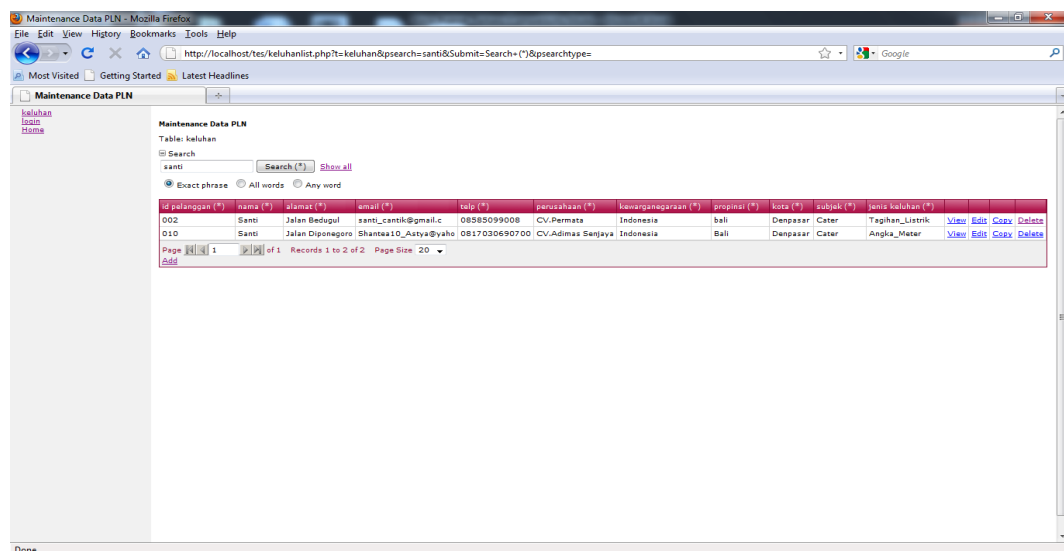 Maintenance Data PLN - Mozilla Firefox
File Edit View History Bookmarks Tools Help
http://localhost/tes/keluhanlist.php?t=keluhan&psearch=santi&Submit=Search+(*)&psearchtype=
Google
Most Visited Getting Started Latest Headlines
Maintenance Data PLN
keluhan
login
Home
Maintenance Data PLN
Table: keluhan
Search
santi Search (*) Show all
Exact phrase All words Any word
id pelanggan (*) nama (*) alamat (*) email (*) telp (*) perusahaan (*) kewarganegaraan (*) propinsi (*) kota (*) subjek (*) jenis keluhan (*)
002 Santi Jalan Bedugul santi_cantik@gmail.c 08585099008 CV.Permata Indonesia bali Denpasar Cater Tagihan_Listrik View Edit Copy Delete
010 Santi Jalan Diponegoro Shantea10_Astya@yaho 0817030690700 CV.Adimas Senjaya Indonesia Bali Denpasar Cater Angka_Meter View Edit Copy Delete
Page 1 of 1 Records 1 to 2 of 2 Page Size 20
Add
Done